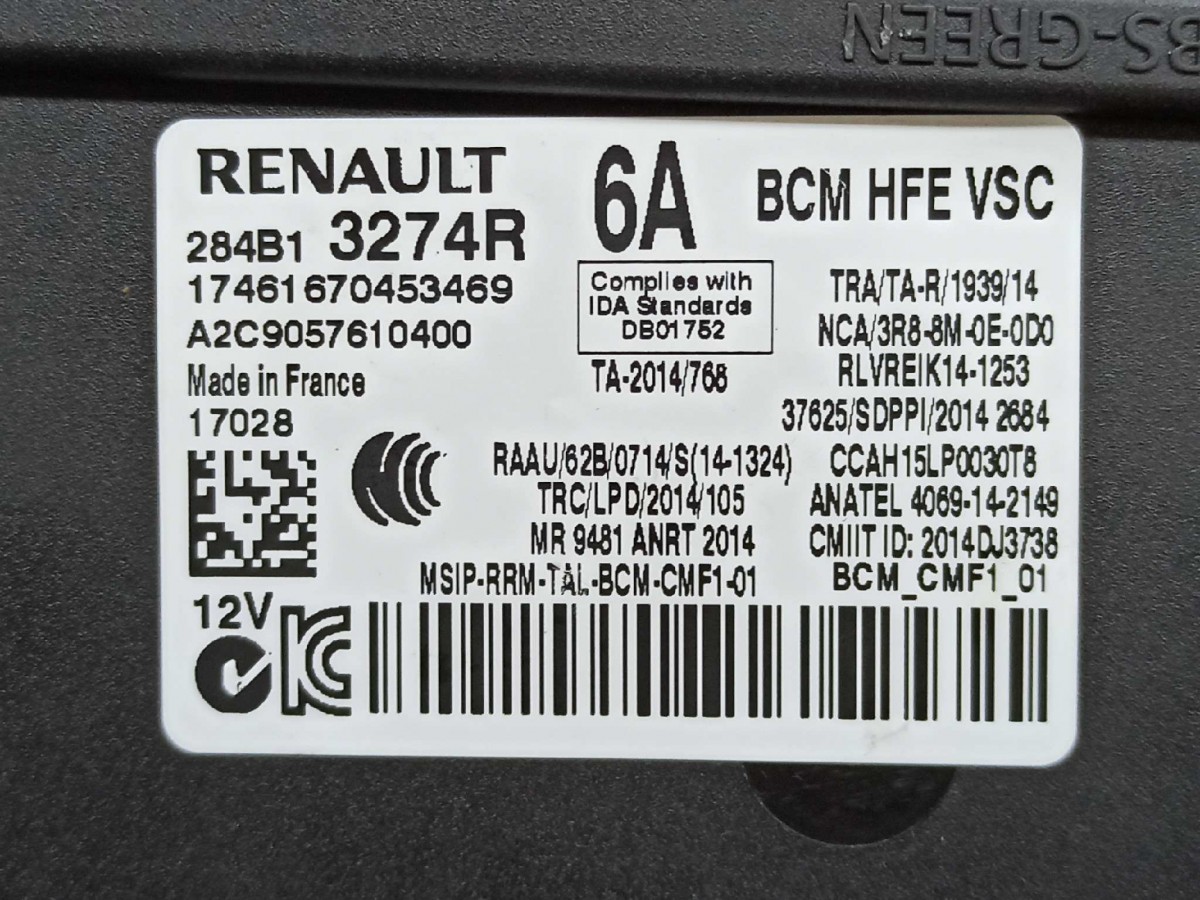 BS-GREEN
RENAULT
6A
BCM HFE VSC
284B1 3274R
17461670453469
A2C9057610400
Made in France
17028
Complies with
IDA Standards
DB01752
TA-2014/768
TRA/TA-R/1939/14
NCA/3R8-8M-0E-0D0
RLVREIK14-1253
37625/SDPPI/2014 2684
RAAU/62B/0714/S(14-1324)
CCAH15LP0030T8
TRC/LPD/2014/105
ANATEL 4069-14-2149
MR 9481 ANRT 2014
CMIIT ID: 2014DJ3738
MSIP-RRM-TAL-BCM-CMF1-01
BCM_CMF1_01
12V